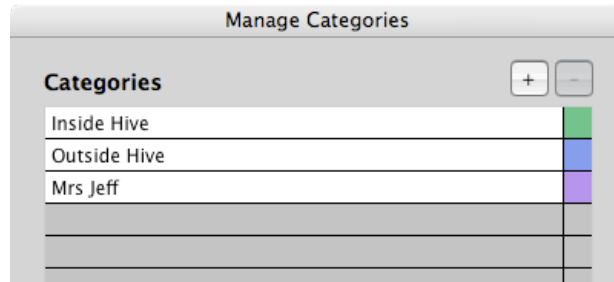 Manage Categories
Categories + -
Inside Hive
Outside Hive
Mrs Jeff